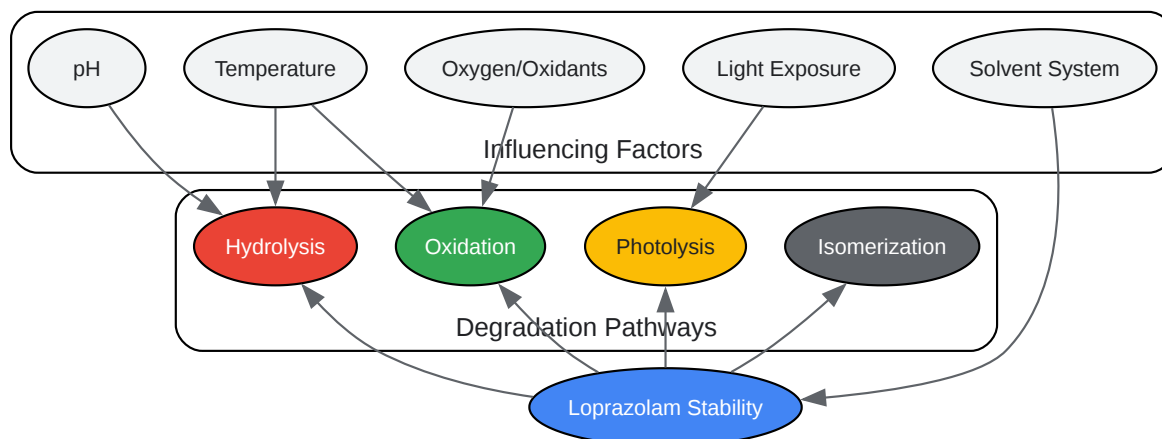 pH
Temperature
Oxygen/Oxidants
Light Exposure
Solvent System
Influencing Factors
Hydrolysis
Oxidation
Photolysis
Isomerization
Degradation Pathways
Loprazolam Stability